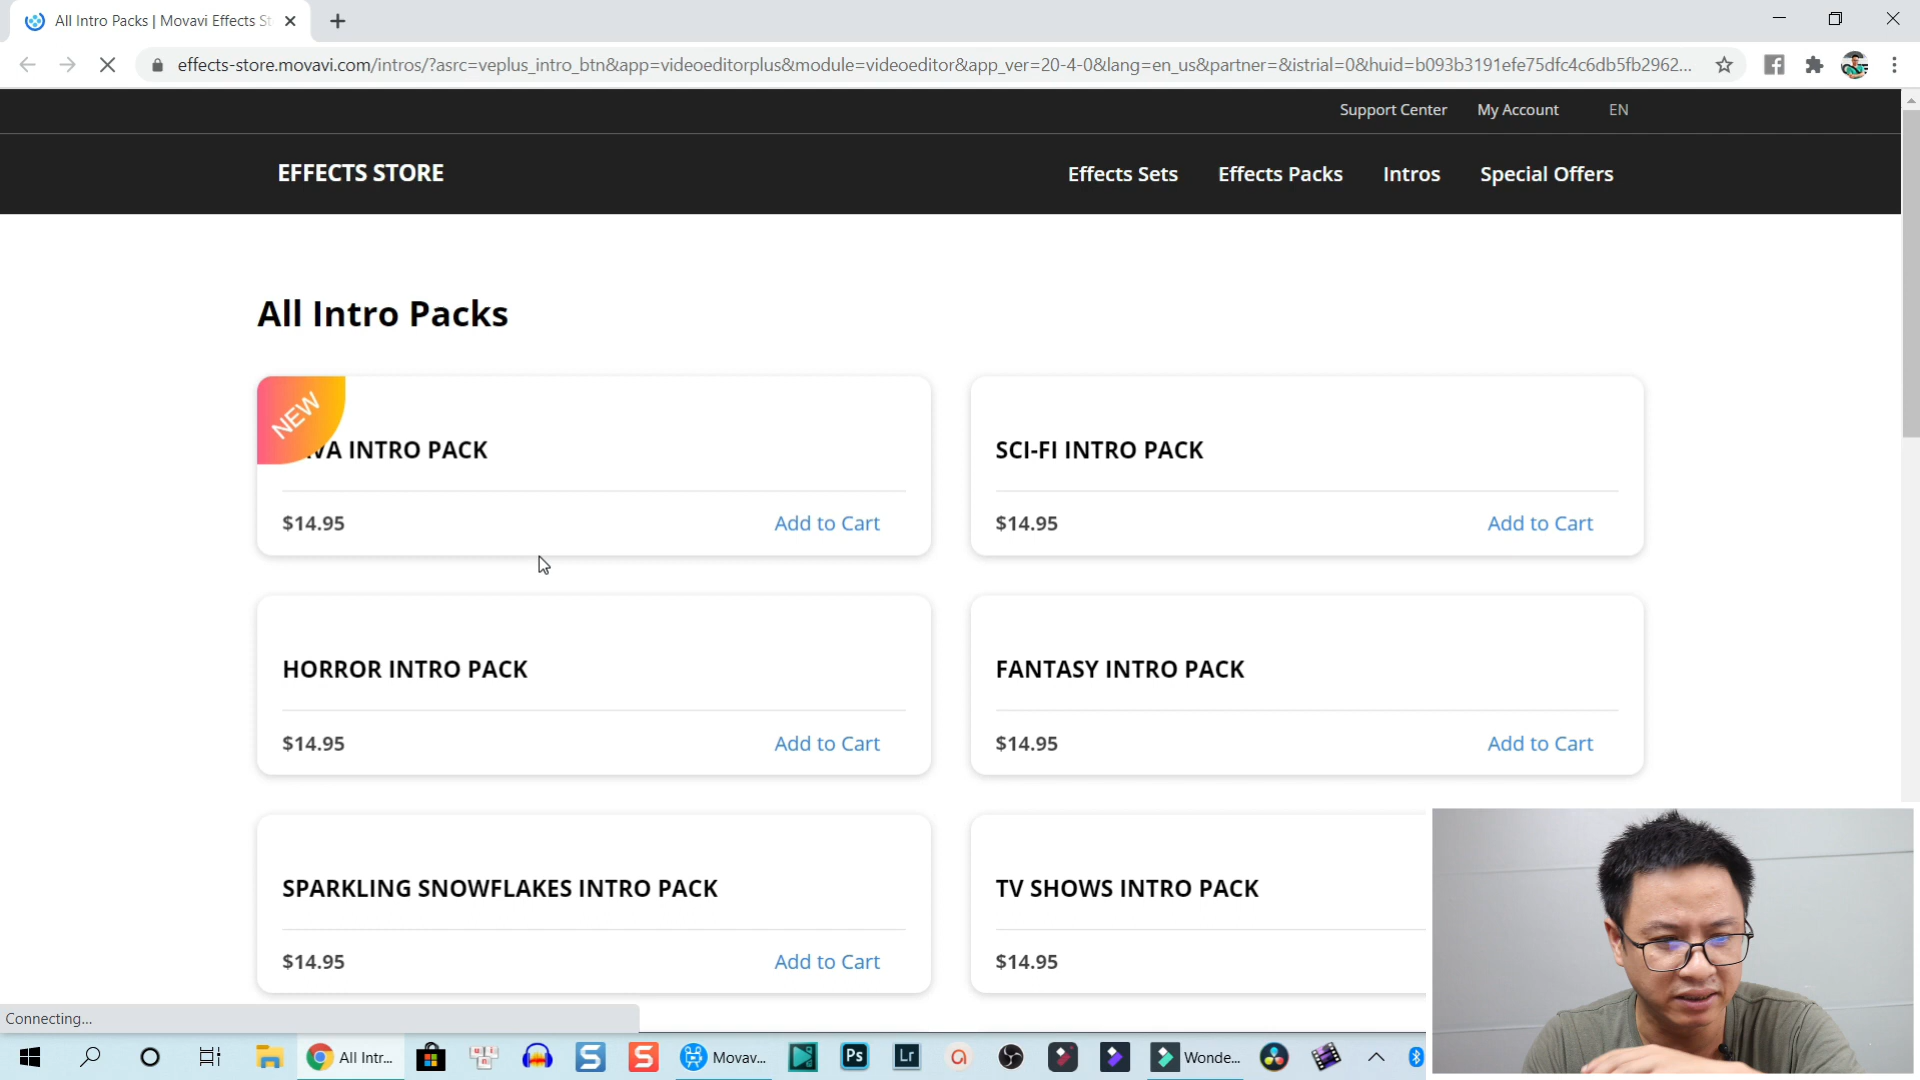 All Intro Packs | Movavi Effects St
effects-store.movavi.com/intros/?asrc=veplus_intro_btn&app=videoeditorplus&module=videoeditor&app_ver=20-4-0&lang=en_us&partner=&istrial=0&huid=b093b3191efe75dfc4c6db5fb2962...
Support Center My Account EN
EFFECTS STORE Effects Sets Effects Packs Intros Special Offers
All Intro Packs
NEW
INTRO PACK
SCI-FI INTRO PACK
$14.95 Add to Cart
$14.95 Add to Cart
HORROR INTRO PACK
FANTASY INTRO PACK
$14.95 Add to Cart
$14.95 Add to Cart
SPARKLING SNOWFLAKES INTRO PACK
TV SHOWS INTRO PACK
$14.95 Add to Cart
$14.95
Connecting...
All Intr... S S Movav... Ps Lr Wonde...